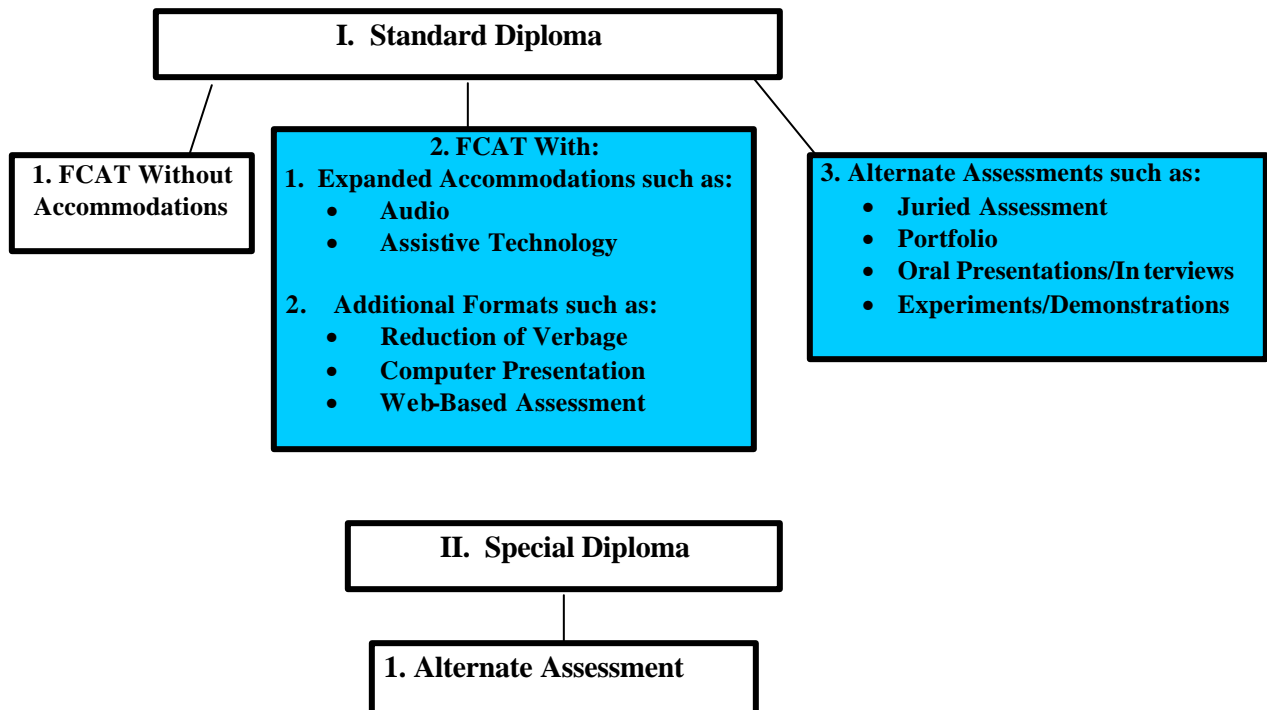 I. Standard Diploma
1. FCAT Without
Accommodations
2. FCAT With:
1. Expanded Accommodations such as:
• Audio
• Assistive Technology
2. Additional Formats such as:
• Reduction of Verbage
• Computer Presentation
• Web-Based Assessment
3. Alternate Assessments such as:
• Juried Assessment
• Portfolio
• Oral Presentations/In terviews
• Experiments/Demonstrations
II. Special Diploma
1. Alternate Assessment